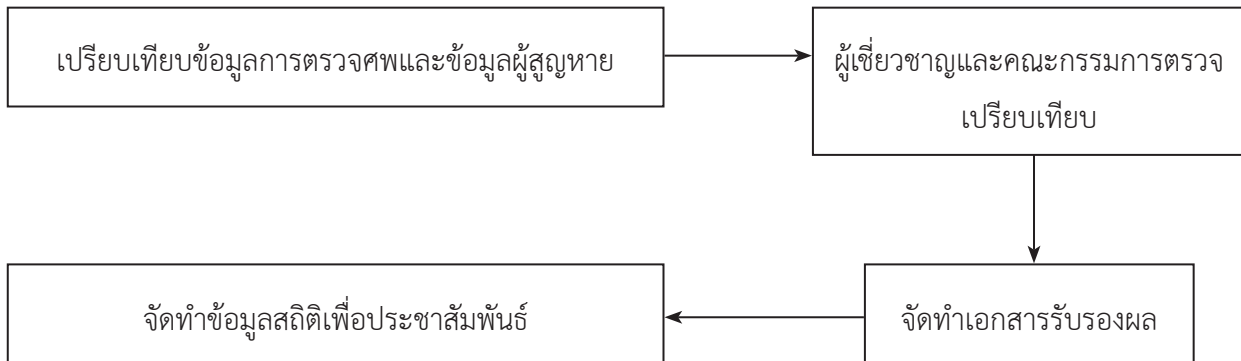 เปรียบเทียบข้อมูลการตรวจศพและข้อมูลผู้สูญหาย
ผู้เชี่ยวชาญและคณะกรรมการตรวจ
เปรียบเทียบ
จัดทำเอกสารรับรองผล
จัดทำข้อมูลสถิติเพื่อประชาสัมพันธ์